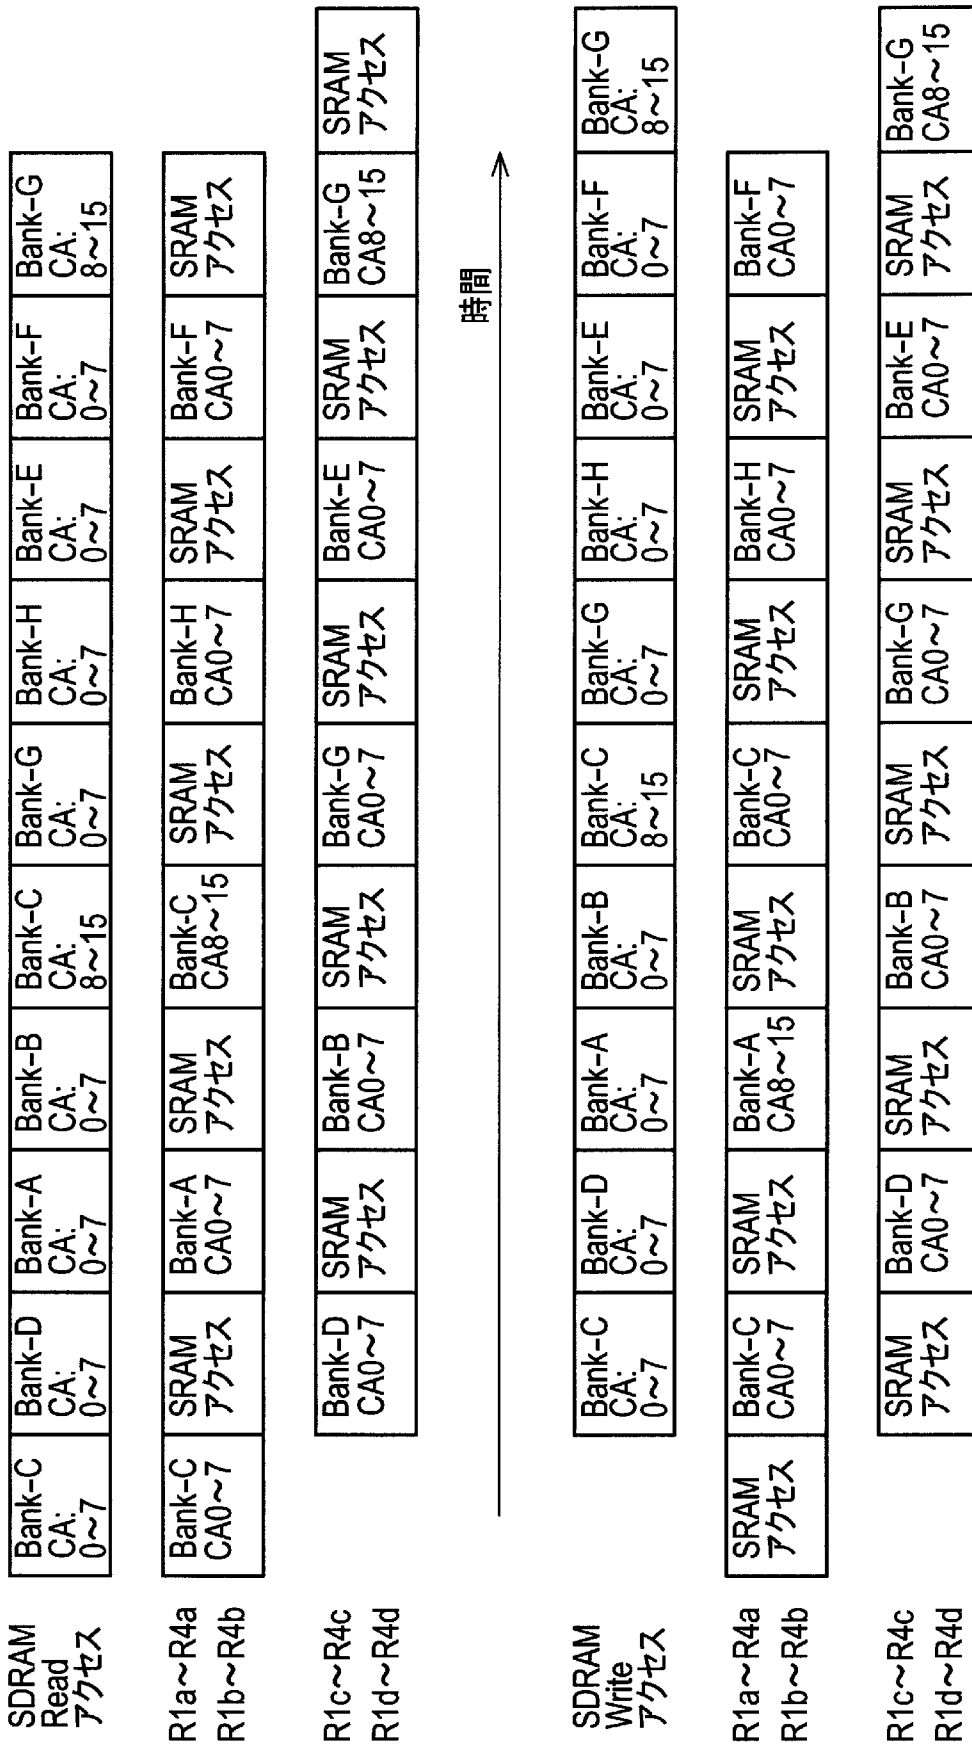 SDRAM
Read
アクセス
Bank-C
CA:
0~7
Bank-D
CA:
0~7
Bank-A
CA:
0~7
Bank-B
CA:
0~7
Bank-C
CA:
8~15
Bank-G
CA:
0~7
Bank-H
CA:
0~7
Bank-E
CA:
0~7
Bank-F
CA:
0~7
Bank-G
CA:
8~15
R1a~R4a
R1b~R4b
Bank-C
CA0~7
SRAM
アクセス
Bank-A
CA0~7
SRAM
アクセス
Bank-C
CA8~15
SRAM
アクセス
Bank-H
CA0~7
SRAM
アクセス
Bank-F
CA0~7
SRAM
アクセス
R1c~R4c
R1d~R4d
Bank-D
CA0~7
SRAM
アクセス
Bank-B
CA0~7
SRAM
アクセス
Bank-G
CA0~7
SRAM
アクセス
Bank-E
CA0~7
SRAM
アクセス
Bank-G
CA8~15
SRAM
アクセス
時間
SDRAM
Write
アクセス
Bank-C
CA:
0~7
Bank-D
CA:
0~7
Bank-A
CA:
0~7
Bank-B
CA:
0~7
Bank-C
CA:
8~15
Bank-G
CA:
0~7
Bank-H
CA:
0~7
Bank-E
CA:
0~7
Bank-F
CA:
0~7
Bank-G
CA:
8~15
R1a~R4a
R1b~R4b
SRAM
アクセス
Bank-C
CA0~7
SRAM
アクセス
Bank-A
CA8~15
SRAM
アクセス
Bank-C
CA0~7
SRAM
アクセス
Bank-H
CA0~7
SRAM
アクセス
Bank-F
CA0~7
R1c~R4c
R1d~R4d
SRAM
アクセス
Bank-D
CA0~7
SRAM
アクセス
Bank-B
CA0~7
SRAM
アクセス
Bank-G
CA0~7
SRAM
アクセス
Bank-E
CA0~7
SRAM
アクセス
Bank-G
CA8~15